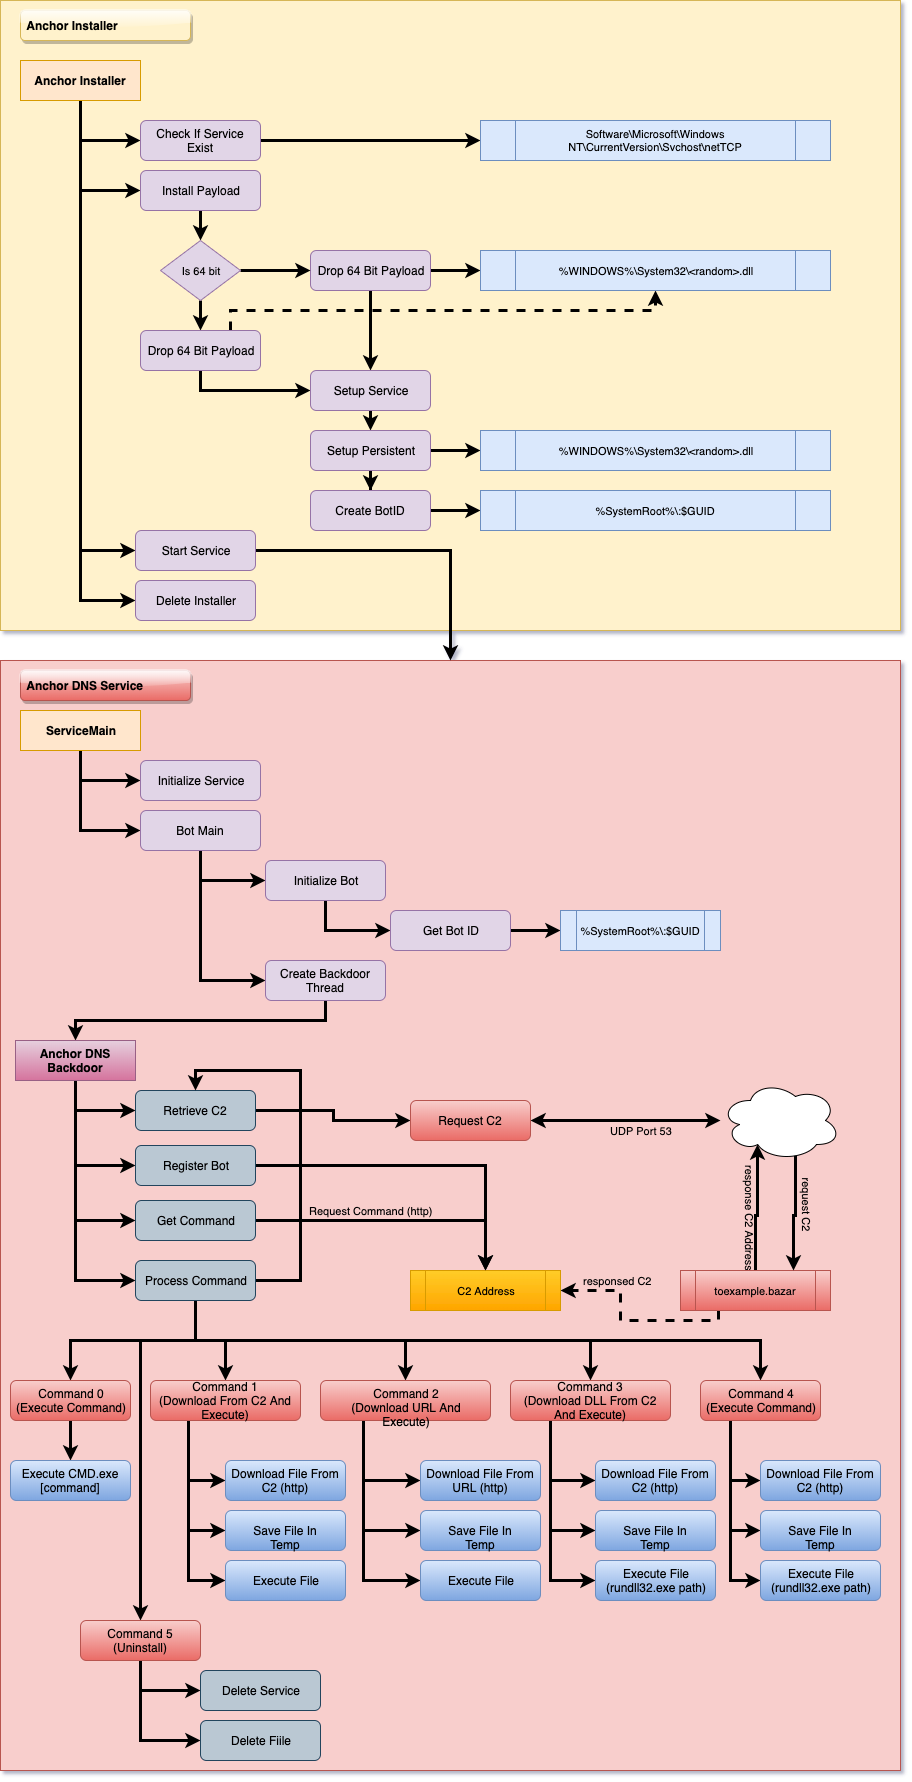 Anchor Installer
Anchor Installer
Check If Service
Exist
Software\Microsoft\Windows
NT\CurrentVersion\Svchost\netTCP
Install Payload
Is 64 bit
Drop 64 Bit Payload
%WINDOWS%\System32\<random>.dll
Drop 64 Bit Payload
Setup Service
Setup Persistent
%WINDOWS%\System32\<random>.dll
Create BotID
%SystemRoot%\:$GUID
Start Service
Delete Installer
Anchor DNS Service
ServiceMain
Initialize Service
Bot Main
Initialize Bot
Get Bot ID
%SystemRoot%\:$GUID
Create Backdoor
Thread
Anchor DNS
Backdoor
Retrieve C2
Request C2
UDP Port 53
Register Bot
response C2 Address
request C2
Get Command
Request Command (http)
Process Command
C2 Address
responsed C2
toexample.bazar
Command 0
(Execute Command)
Command 1
(Download From C2 And
Execute)
Command 2
(Download URL And
Execute)
Command 3
(Download DLL From C2
And Execute)
Command 4
(Execute Command)
Execute CMD.exe
[command]
Download File From
C2 (http)
Download File From
URL (http)
Download File From
C2 (http)
Download File From
C2 (http)
Save File In
Temp
Save File In
Temp
Save File In
Temp
Save File In
Temp
Execute File
Execute File
Execute File
(rundll32.exe path)
Execute File
(rundll32.exe path)
Command 5
(Uninstall)
Delete Service
Delete Fiile